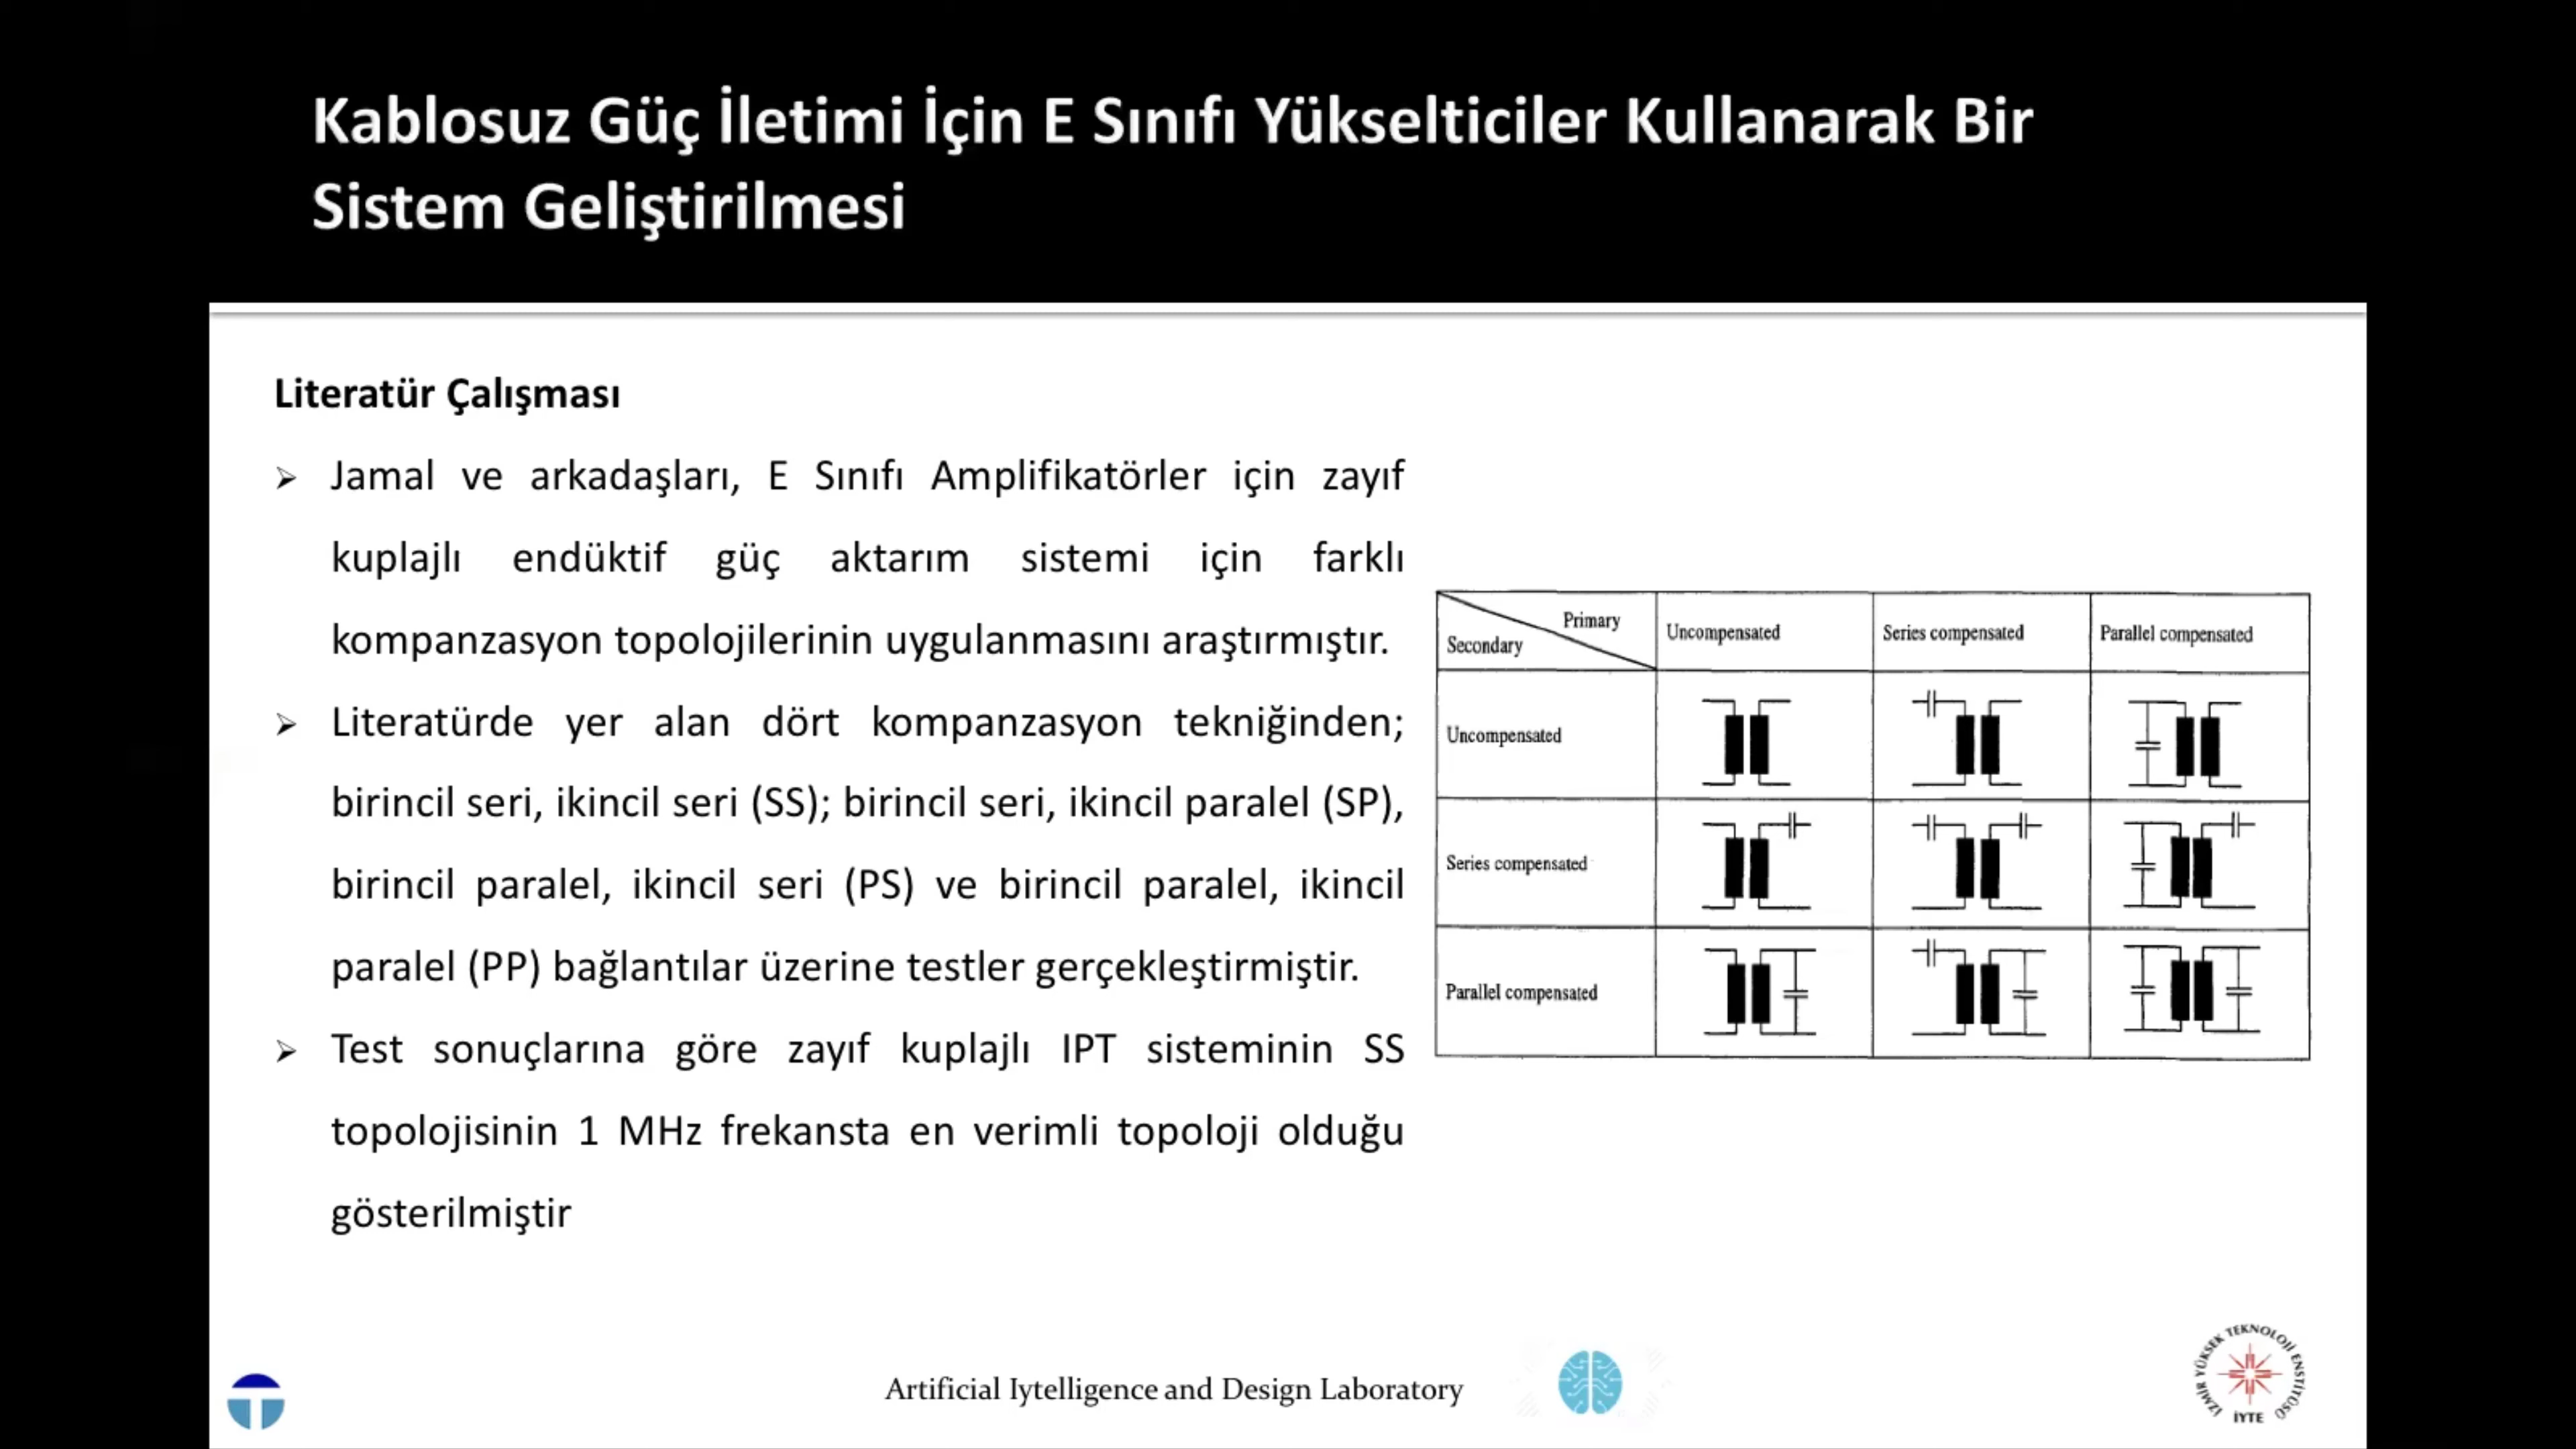 Kablosuz Güç İletimi İçin E Sınıfı Yükselticiler Kullanarak Bir
Sistem Geliştirilmesi
Literatür Çalışması
➢ Jamal ve arkadaşları, E Sınıfı Amplifikatörler için zayıf
kuplajlı endüktif güç aktarım sistemi için farklı
kompanzasyon topolojilerinin uygulanmasını araştırmıştır.
➢ Literatürde yer alan dört kompanzasyon tekniğinden;
birincil seri, ikincil seri (SS); birincil seri, ikincil paralel (SP),
birincil paralel, ikincil seri (PS) ve birincil paralel, ikincil
paralel (PP) bağlantılar üzerine testler gerçekleştirmiştir.
➢ Test sonuçlarına göre zayıf kuplajlı IPT sisteminin SS
topolojisinin 1 MHz frekansta en verimli topoloji olduğu
gösterilmiştir
Primary
Secondary
Uncompensated
Series compensated
Parallel compensated
Uncompensated
Series compensated
Parallel compensated
Artificial Iytelligence and Design Laboratory
İZMİR YÜKSEK TEKNOLOJİ ENSTİTÜSÜ
İYTE